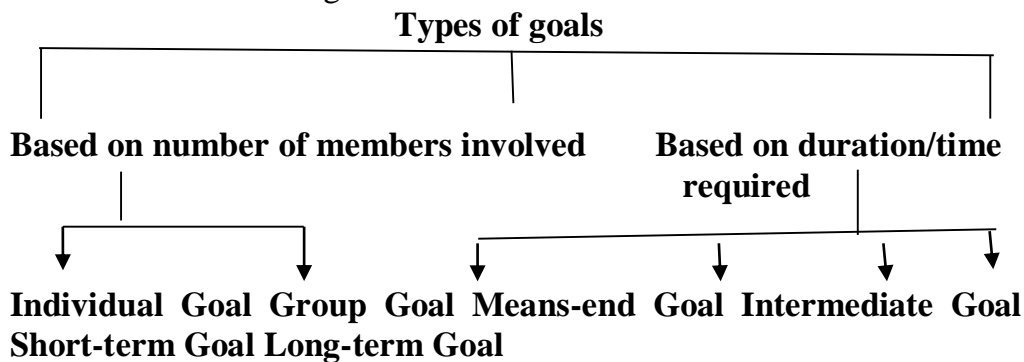 Types of goals
Based on number of members involved Based on duration/time
required
Individual Goal Group Goal Means-end Goal Intermediate Goal
Short-term Goal Long-term Goal